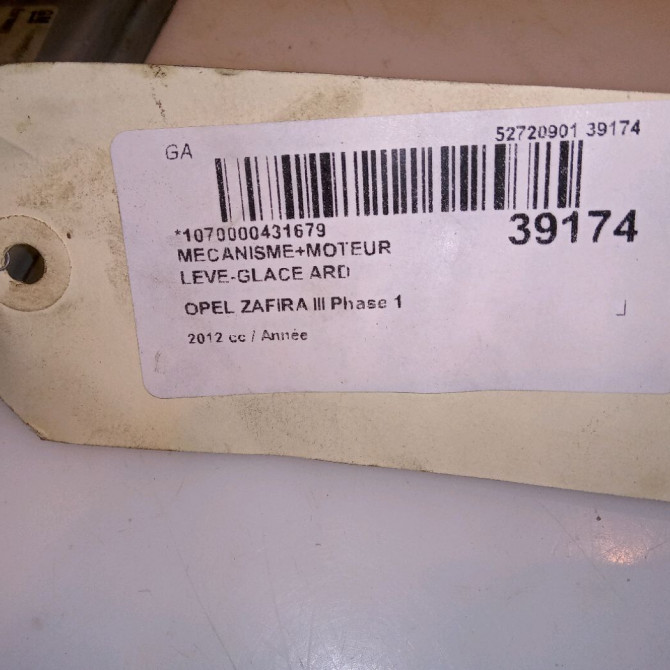 GA
52720901 39174
*1070000431679
39174
MECANISME+MOTEUR
LEVE-GLACE ARD
OPEL ZAFIRA III Phase 1
2012 cc / Année